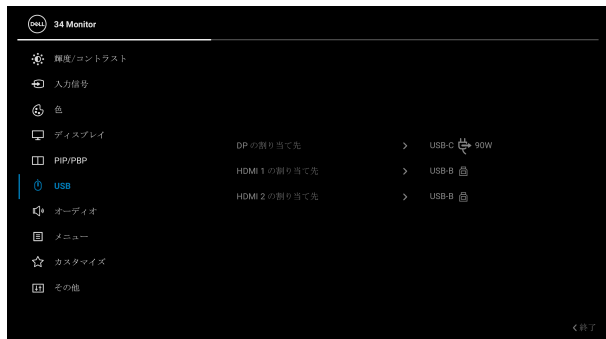 DELL 34 Monitor
輝度/コントラスト
入力信号
色
ディスプレイ
PIP/PBP
USB
オーディオ
メニュー
カスタマイズ
その他
DP の割り当て先 > USB-C 90W
HDMI 1 の割り当て先 > USB-B
HDMI 2 の割り当て先 > USB-B
<終了